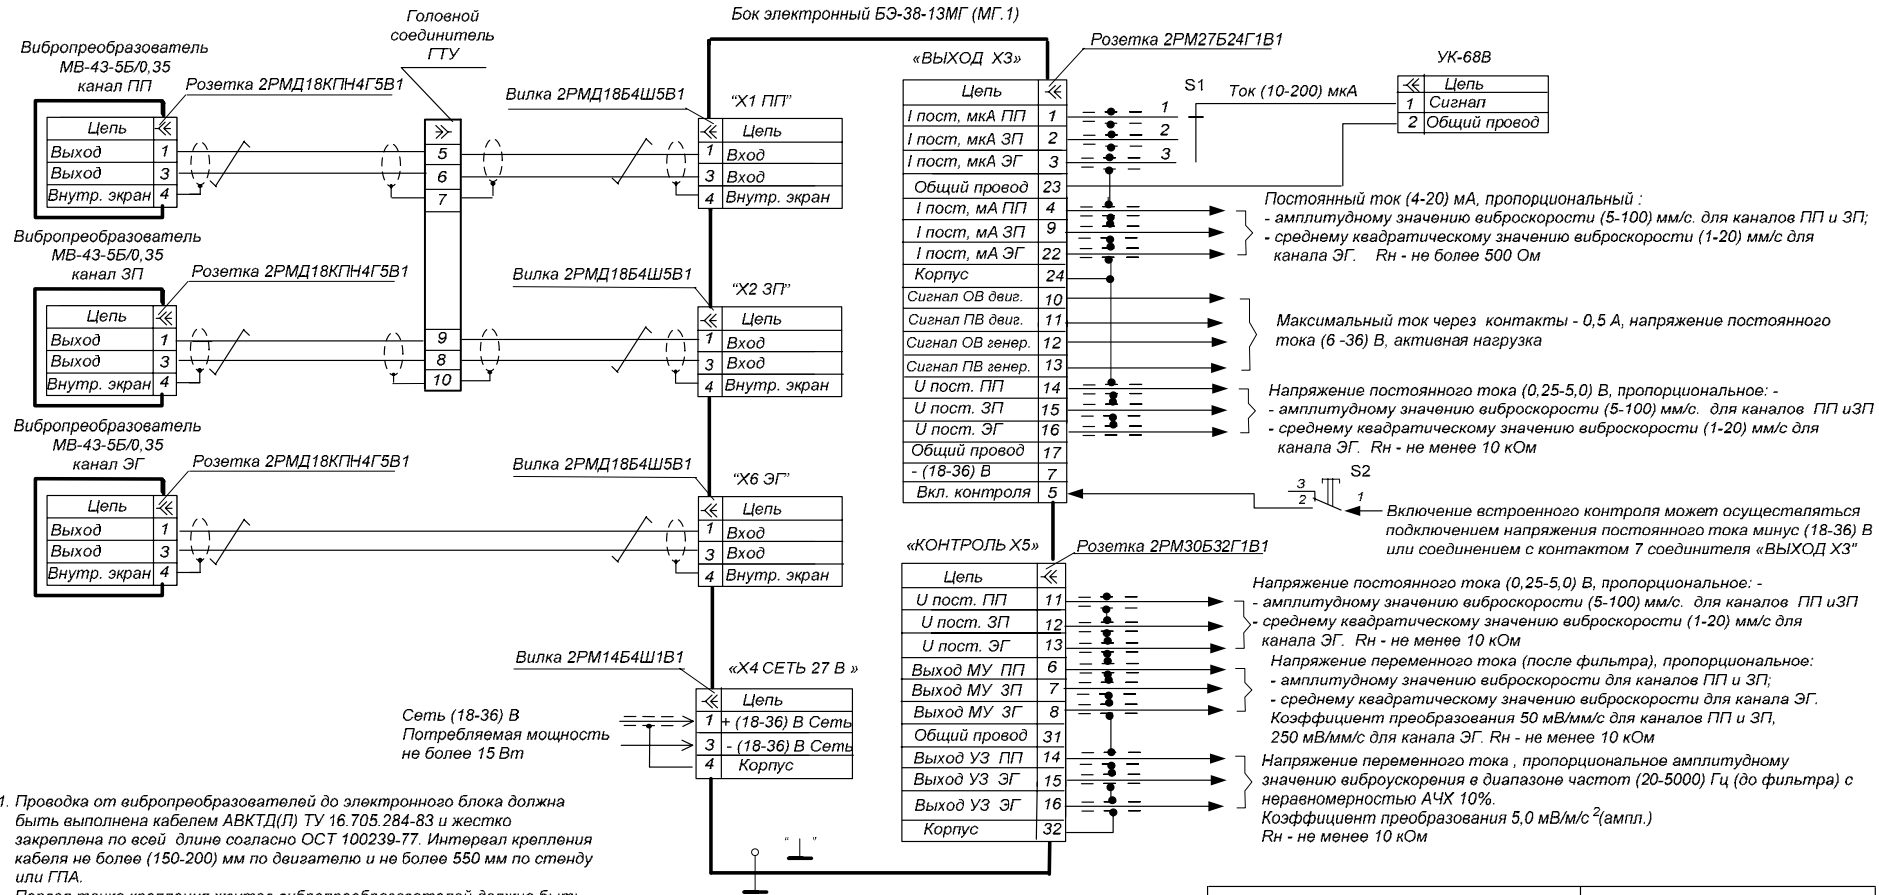 Бок электронный БЭ-38-13МГ (МГ.1)
Головной
соединитель
ГТУ
Вибропреобразователь
МВ-43-5Б/0,35
канал ПП
Розетка 2РМД18КПН4Г5В1
Цепь
Выход 1
Выход 3
Внутр. экран 4
5
6
7
Вилка 2РМД18Б4Ш5В1
"X1 ПП"
Цепь
1 Вход
3 Вход
4 Внутр. экран
Вибропреобразователь
МВ-43-5Б/0,35
канал ЗП
Розетка 2РМД18КПН4Г5В1
Цепь
Выход 1
Выход 3
Внутр. экран 4
9
8
10
Вилка 2РМД18Б4Ш5В1
"X2 ЗП"
Цепь
1 Вход
3 Вход
4 Внутр. экран
Вибропреобразователь
МВ-43-5Б/0,35
канал ЭГ
Розетка 2РМД18КПН4Г5В1
Цепь
Выход 1
Выход 3
Внутр. экран 4
Вилка 2РМД18Б4Ш5В1
"X6 ЭГ"
Цепь
1 Вход
3 Вход
4 Внутр. экран
Вилка 2РМ14Б4Ш1В1
«X4 СЕТЬ 27 В »
Цепь
1 + (18-36) В Сеть
3 - (18-36) В Сеть
4 Корпус
Сеть (18-36) В
Потребляемая мощность
не более 15 Вт
«ВЫХОД X3»
Розетка 2РМ27Б24Г1В1
Цепь
I пост, мкА ПП 1
I пост, мкА ЗП 2
I пост, мкА ЭГ 3
Общий провод 23
I пост, мА ПП 4
I пост, мА ЗП 9
I пост, мА ЭГ 22
Корпус 24
Сигнал ОВ двиг. 10
Сигнал ПВ двиг. 11
Сигнал ОВ генер. 12
Сигнал ПВ генер. 13
U пост. ПП 14
U пост. ЗП 15
U пост. ЭГ 16
Общий провод 17
- (18-36) В 7
Вкл. контроля 5
1
2
3
S1
Ток (10-200) мкА
УК-68В
Цепь
1 Сигнал
2 Общий провод
Постоянный ток (4-20) мА, пропорциональный :
- амплитудному значению виброскорости (5-100) мм/с. для каналов ПП и ЗП;
- среднему квадратическому значению виброскорости (1-20) мм/с для
канала ЭГ. Rн - не более 500 Ом
Максимальный ток через контакты - 0,5 А, напряжение постоянного
тока (6 -36) В, активная нагрузка
Напряжение постоянного тока (0,25-5,0) В, пропорциональное: -
- амплитудному значению виброскорости (5-100) мм/с. для каналов ПП иЗП
- среднему квадратическому значению виброскорости (1-20) мм/с для
канала ЭГ. Rн - не менее 10 кОм
S2
3
2
1
Включение встроенного контроля может осуществляться
подключением напряжения постоянного тока минус (18-36) В
или соединением с контактом 7 соединителя «ВЫХОД X3"
«КОНТРОЛЬ X5»
Розетка 2РМ30Б32Г1В1
Цепь
U пост. ПП 11
U пост. ЗП 12
U пост. ЭГ 13
Выход МУ ПП 6
Выход МУ ЗП 7
Выход МУ ЗГ 8
Общий провод 31
Выход УЗ ПП 14
Выход УЗ ЭГ 15
Выход УЗ ЭГ 16
Корпус 32
Напряжение постоянного тока (0,25-5,0) В, пропорциональное: -
- амплитудному значению виброскорости (5-100) мм/с. для каналов ПП иЗП
- среднему квадратическому значению виброскорости (1-20) мм/с для
канала ЭГ. Rн - не менее 10 кОм
Напряжение переменного тока (после фильтра), пропорциональное:
- амплитудному значению виброскорости для каналов ПП и ЗП;
- среднему квадратическому значению виброскорости для канала ЭГ.
Коэффициент преобразования 50 мВ/мм/с для каналов ПП и ЗП,
250 мВ/мм/с для канала ЭГ. Rн - не менее 10 кОм
Напряжение переменного тока , пропорциональное амплитудному
значению виброускорения в диапазоне частот (20-5000) Гц (до фильтра) с
неравномерностью АЧХ 10%.
Коэффициент преобразования 5,0 мВ/м/с 2(ампл.)
Rн - не менее 10 кОм
1. Проводка от вибропреобразователей до электронного блока должна
быть выполнена кабелем АВКТД(Л) ТУ 16.705.284-83 и жестко
закреплена по всей длине согласно ОСТ 100239-77. Интервал крепления
кабеля не более (150-200) мм по двигателю и не более 550 мм по стенду
или ГПА.